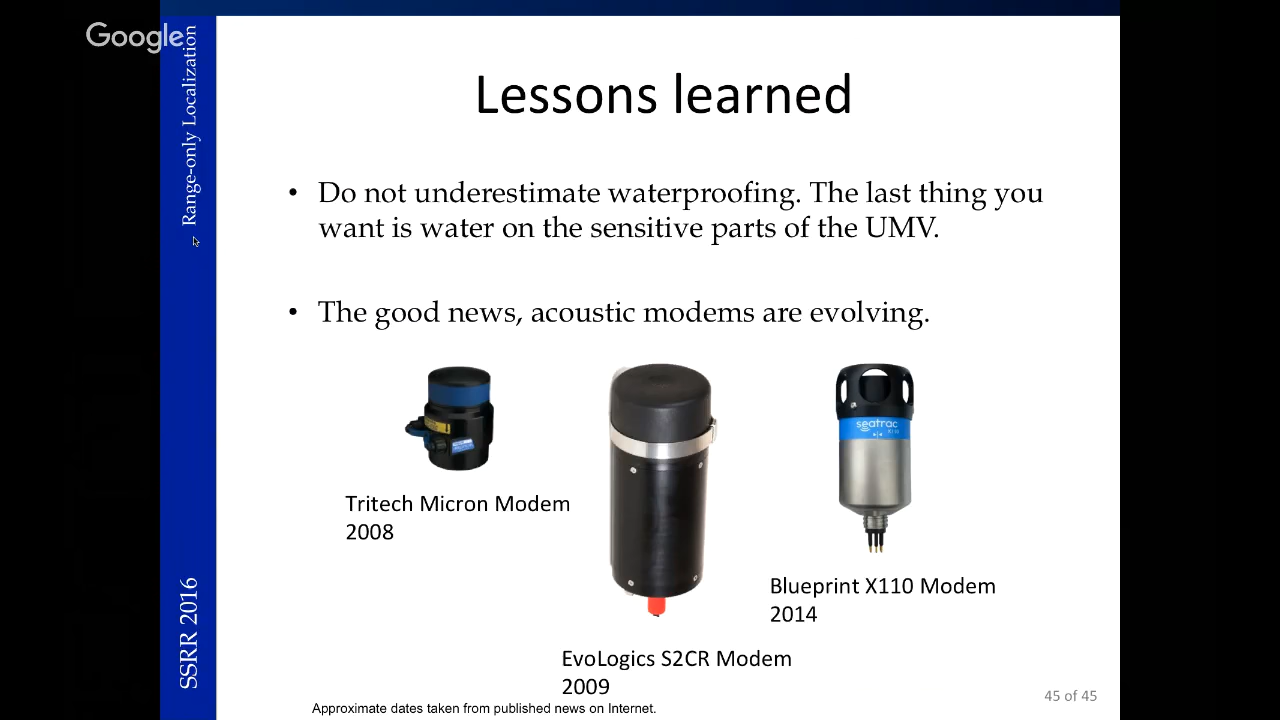 Google
Range-only Localization
SSRR 2016
Lessons learned
• Do not underestimate waterproofing. The last thing you
want is water on the sensitive parts of the UMV.
• The good news, acoustic modems are evolving.
seatrac
Tritech Micron Modem
2008
Blueprint X110 Modem
2014
EvoLogics S2CR Modem
2009
Approximate dates taken from published news on Internet.
45 of 45